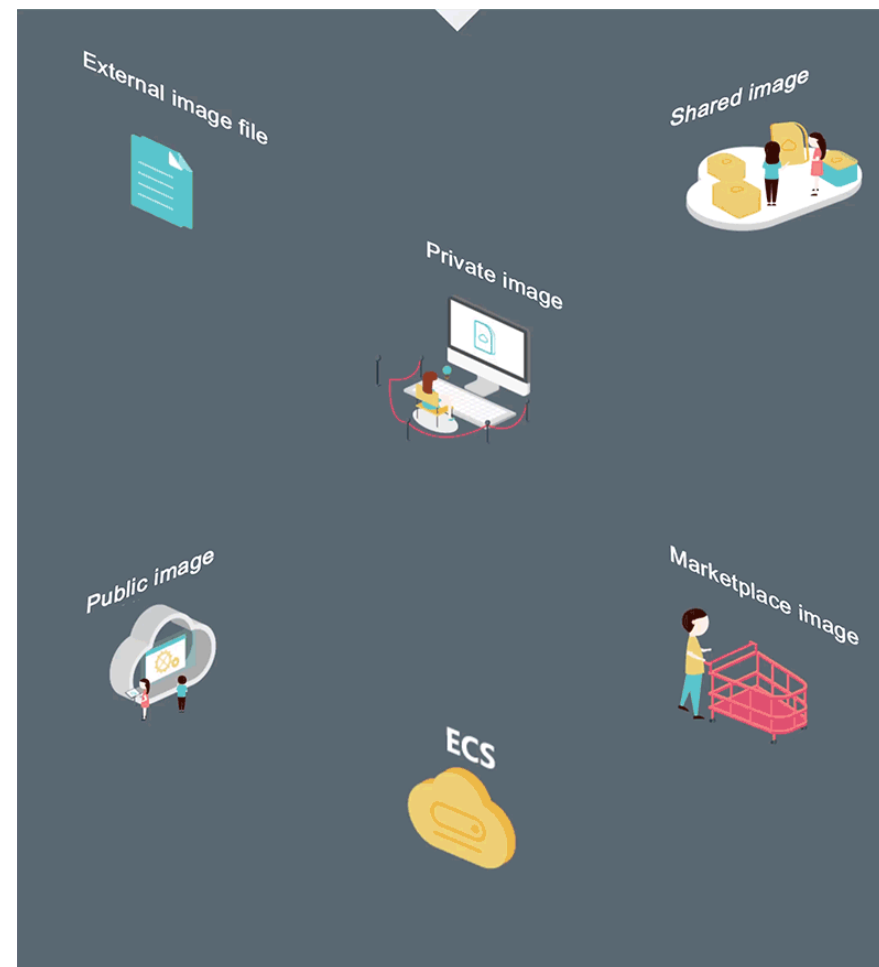 External image file
Shared image
Private image
Public image
Marketplace image
ECS